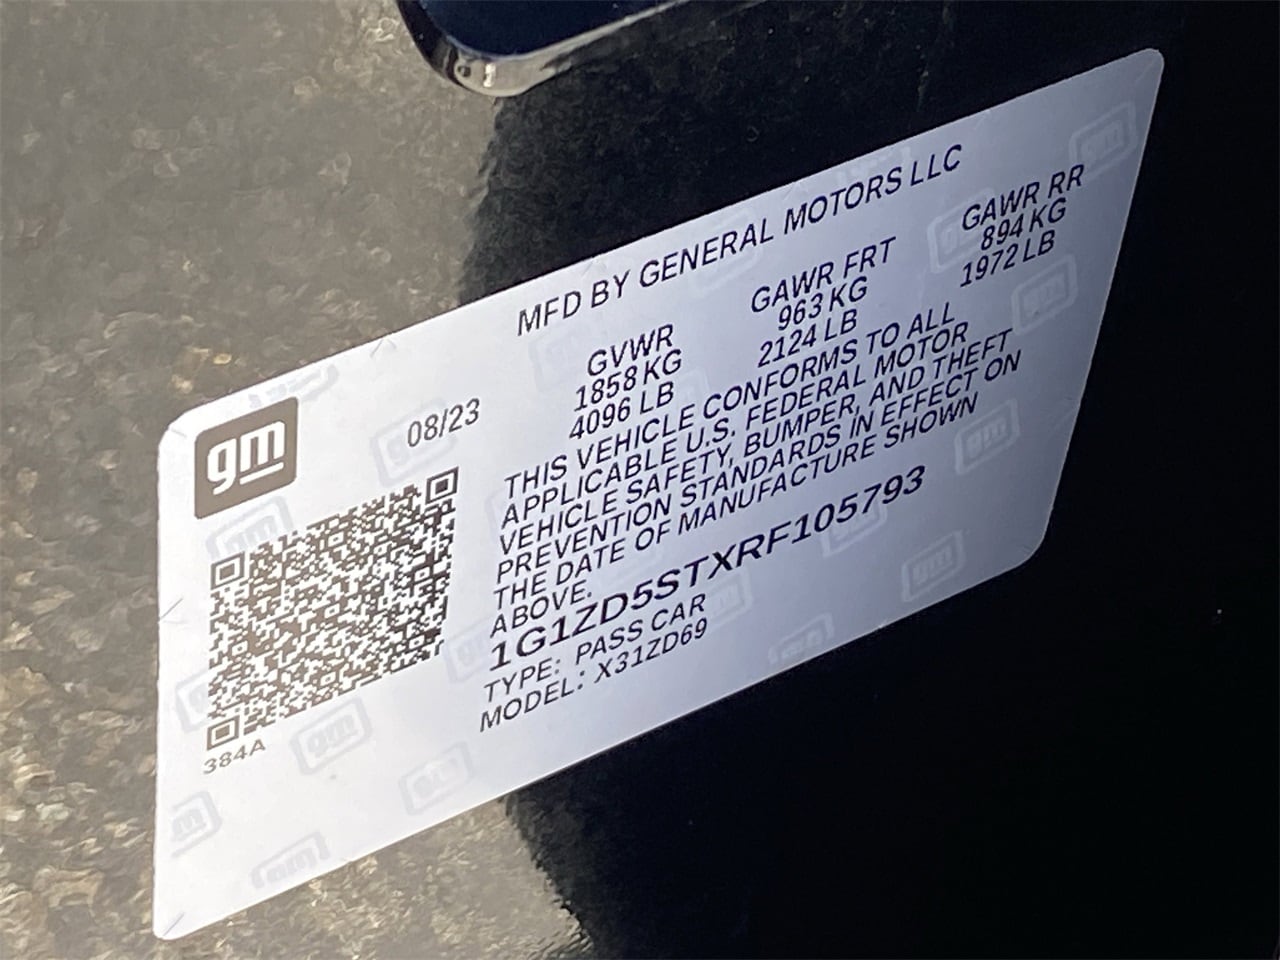 MFD BY GENERAL MOTORS LLC
gm
08/23
GVWR GAWR FRT GAWR RR
1858 KG 963 KG 894 KG
4096 LB 2124 LB 1972 LB
THIS VEHICLE CONFORMS TO ALL
APPLICABLE U.S. FEDERAL MOTOR
VEHICLE SAFETY, BUMPER, AND THEFT
PREVENTION STANDARDS IN EFFECT ON
THE DATE OF MANUFACTURE SHOWN
ABOVE.
1G1ZD5STXRF105793
TYPE: PASS CAR
MODEL: X31ZD69
384A